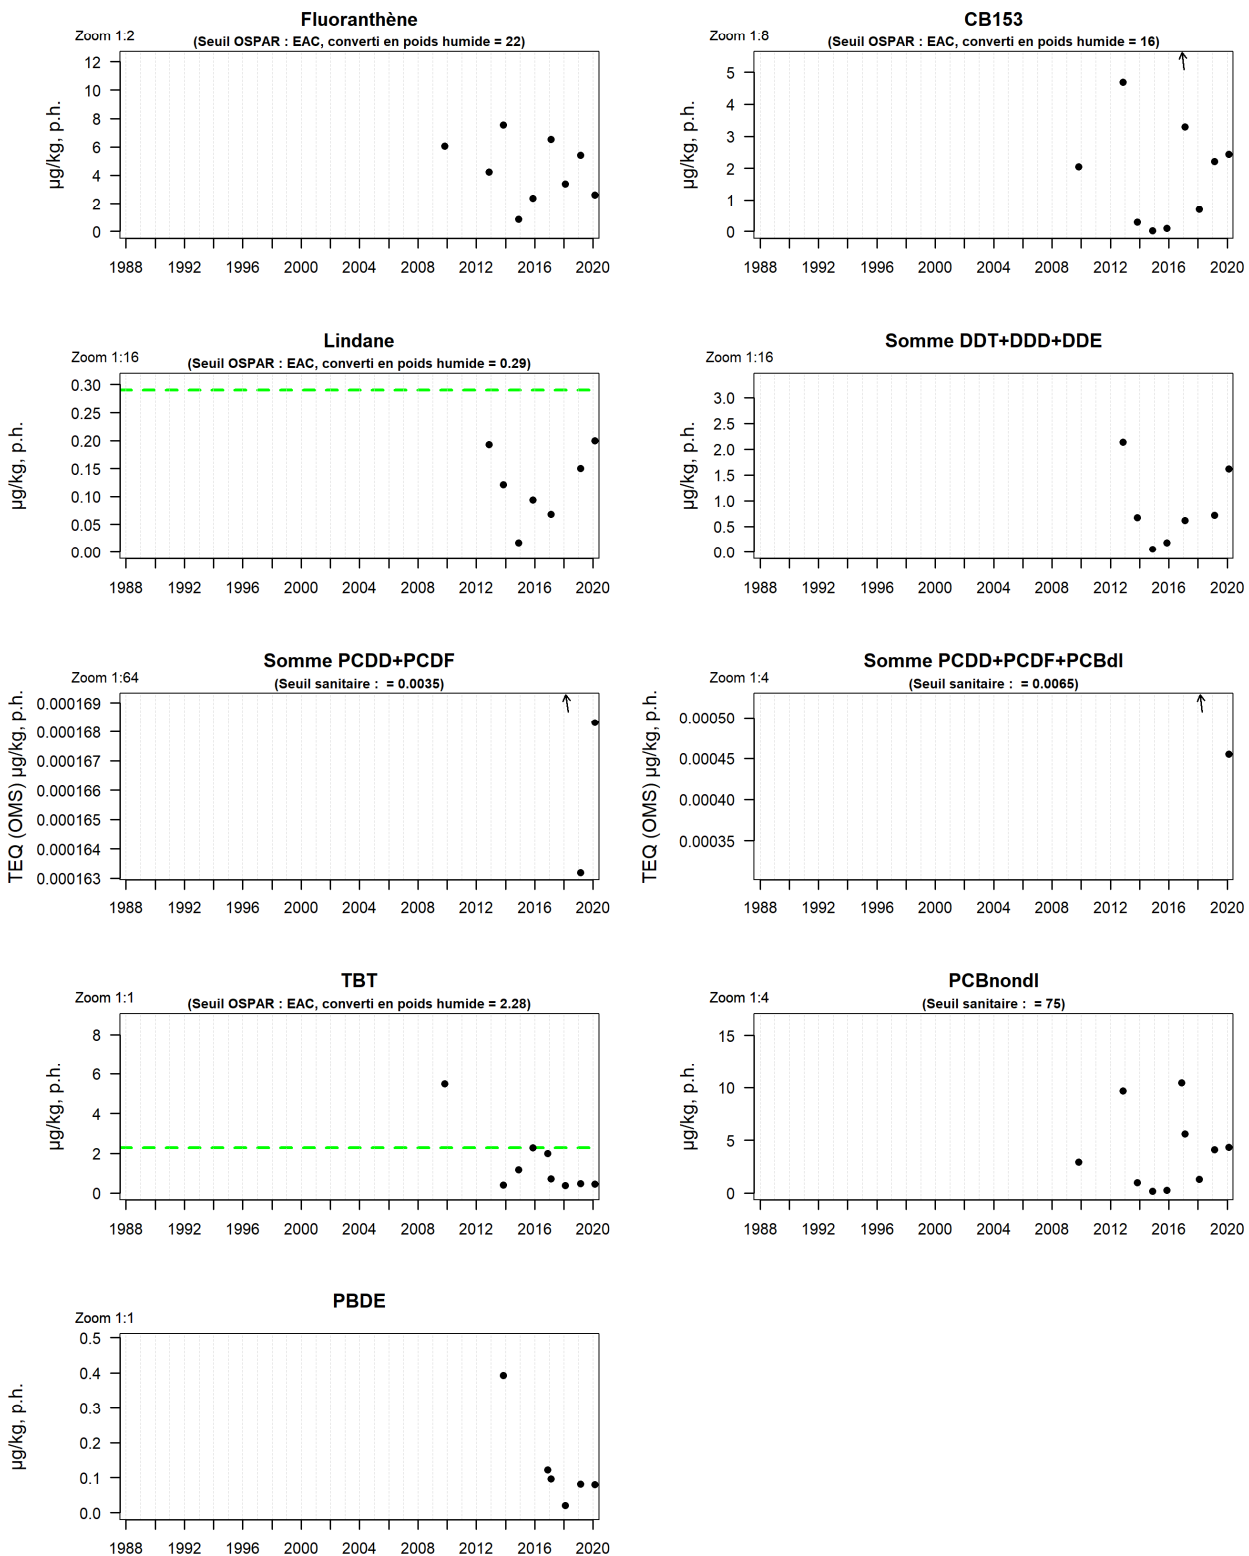 Fluoranthène
Zoom 1:2
(Seuil OSPAR : EAC, converti en poids humide = 22)
µg/kg, p.h.
12
10
8
6
4
2
0
1988 1992 1996 2000 2004 2008 2012 2016 2020
CB153
Zoom 1:8
(Seuil OSPAR : EAC, converti en poids humide = 16)
µg/kg, p.h.
5
4
3
2
1
0
1988 1992 1996 2000 2004 2008 2012 2016 2020
Lindane
Zoom 1:16
(Seuil OSPAR : EAC, converti en poids humide = 0.29)
µg/kg, p.h.
0.30
0.25
0.20
0.15
0.10
0.05
0.00
1988 1992 1996 2000 2004 2008 2012 2016 2020
Somme DDT+DDD+DDE
Zoom 1:16
µg/kg, p.h.
3.0
2.5
2.0
1.5
1.0
0.5
0.0
1988 1992 1996 2000 2004 2008 2012 2016 2020
Somme PCDD+PCDF
Zoom 1:64
(Seuil sanitaire : = 0.0035)
TEQ (OMS) µg/kg, p.h.
0.000169
0.000168
0.000167
0.000166
0.000165
0.000164
0.000163
1988 1992 1996 2000 2004 2008 2012 2016 2020
Somme PCDD+PCDF+PCBdl
Zoom 1:4
(Seuil sanitaire : = 0.0065)
TEQ (OMS) µg/kg, p.h.
0.00050
0.00045
0.00040
0.00035
1988 1992 1996 2000 2004 2008 2012 2016 2020
TBT
Zoom 1:1
(Seuil OSPAR : EAC, converti en poids humide = 2.28)
µg/kg, p.h.
8
6
4
2
0
1988 1992 1996 2000 2004 2008 2012 2016 2020
PCBnondl
Zoom 1:4
(Seuil sanitaire : = 75)
µg/kg, p.h.
15
10
5
0
1988 1992 1996 2000 2004 2008 2012 2016 2020
PBDE
Zoom 1:1
µg/kg, p.h.
0.5
0.4
0.3
0.2
0.1
0.0
1988 1992 1996 2000 2004 2008 2012 2016 2020